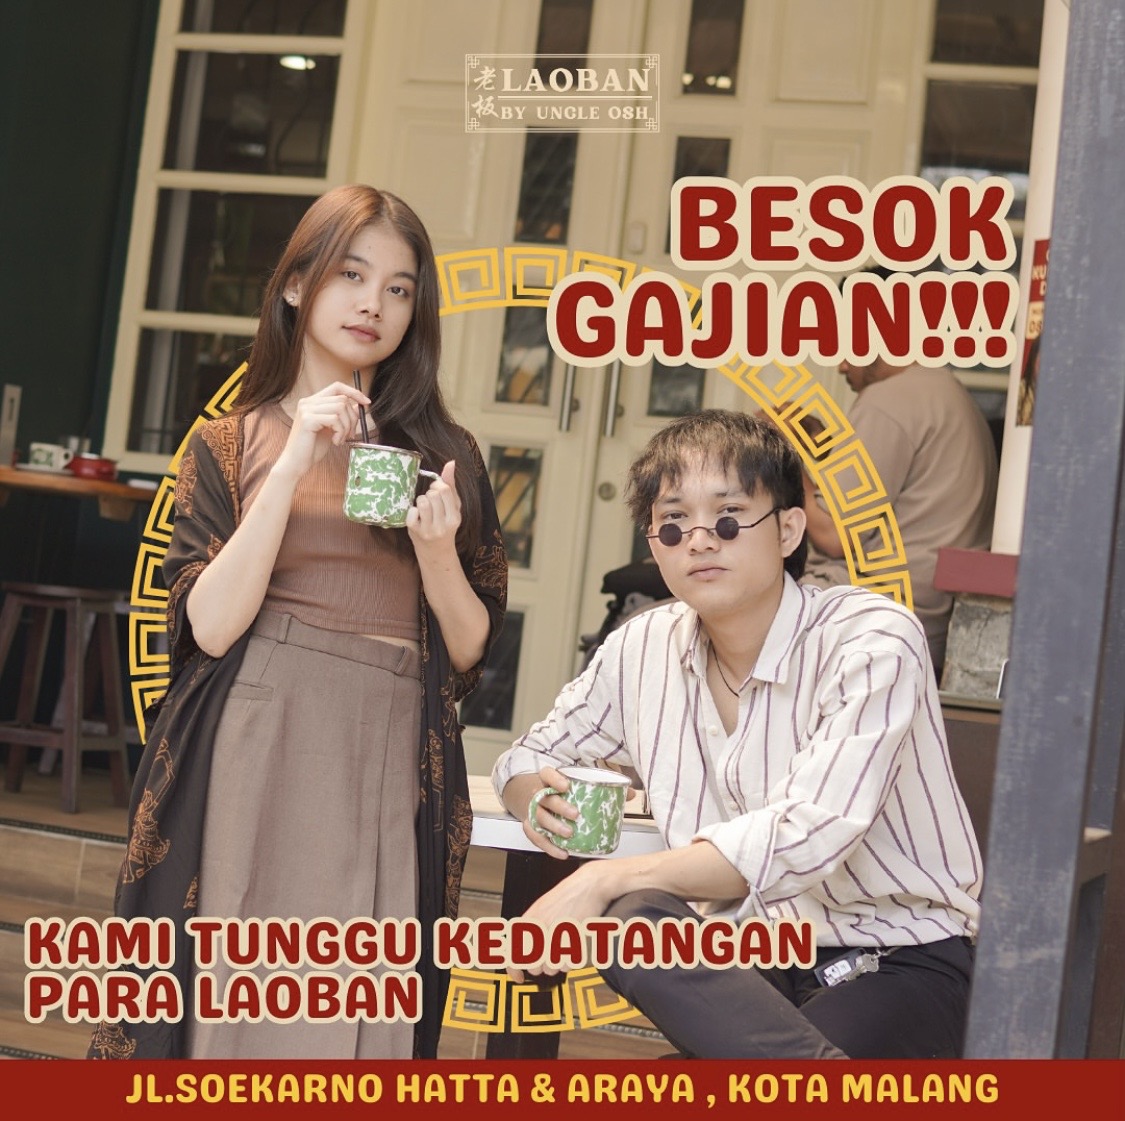 老板
LAOBAN
BY UNCLE OSH
BESOK
GAJIAN!!!
KAMI TUNGGU KEDATANGAN
PARA LAOBAN
JL.SOEKARNO HATTA & ARAYA , KOTA MALANG